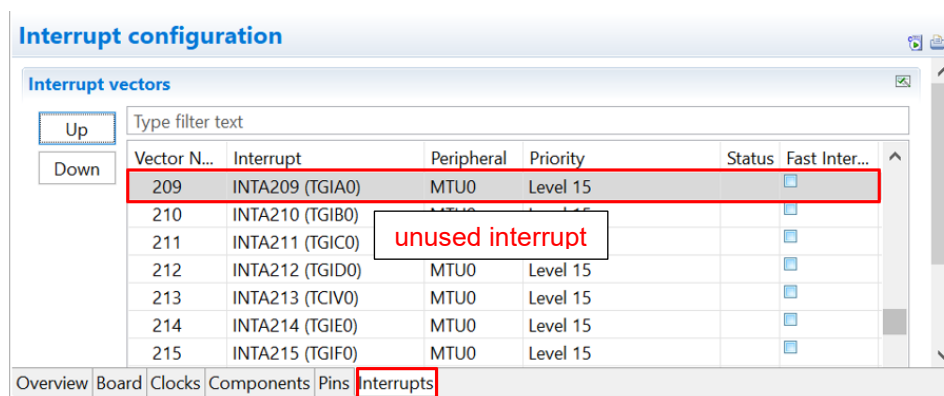 Interrupt configuration
Interrupt vectors
Up
Down
Type filter text
Vector N... Interrupt Peripheral Priority Status Fast Inter...
209 INTA209 (TGIA0) MTU0 Level 15
210 INTA210 (TGIB0)
211 INTA211 (TGIC0)
unused interrupt
212 INTA212 (TGID0) MTU0 Level 15
213 INTA213 (TCIV0) MTU0 Level 15
214 INTA214 (TGIE0) MTU0 Level 15
215 INTA215 (TGIF0) MTU0 Level 15
Overview Board Clocks Components Pins Interrupts